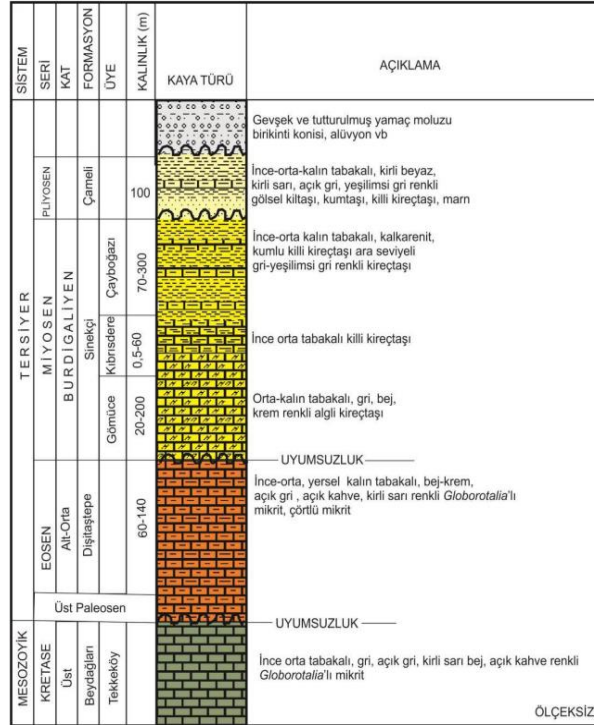 SİSTEM
SERİ
KAT
FORMASYON
ÜYE
KALINLIK (m)
KAYA TÜRÜ
AÇIKLAMA
Gevşek ve tutturulmuş yamaç moluzu
birikinti konisi, alüvyon vb
PLİYOSEN
Çameli
100
İnce-orta-kalın tabakalı, kirli beyaz,
kirli sarı, açık gri, yeşilimsi gri renkli
gölsel kiltaşı, kumtaşı, killi kireçtaşı, marn
TERSİYER
MİYOSEN
BURDİGALİYEN
Sinekçi
Çayboğazı
70-300
İnce-orta kalın tabakalı, kalkarenit,
kumlu killi kireçtaşı ara seviyeli
gri-yeşilimsi gri renkli kireçtaşı
Kıbrısdere
0,5-60
İnce orta tabakalı killi kireçtaşı
Gömüce
20-200
Orta-kalın tabakalı, gri, bej,
krem renkli algli kireçtaşı
UYUMSUZLUK
EOSEN
Alt-Orta
Dişitaştepe
60-140
İnce-orta, yersel kalın tabakalı, bej-krem,
açık gri , açık kahve, kirli sarı renkli Globorotalia'lı
mikrit, çörtlü mikrit
Üst Paleosen
UYUMSUZLUK
MESOZOYİK
KRETASE
Üst
Beydağları
Tekkeköy
İnce orta tabakalı, gri, açık gri, kirli sarı bej, açık kahve renkli
Globorotalia'lı mikrit
ÖLÇEKSİZ